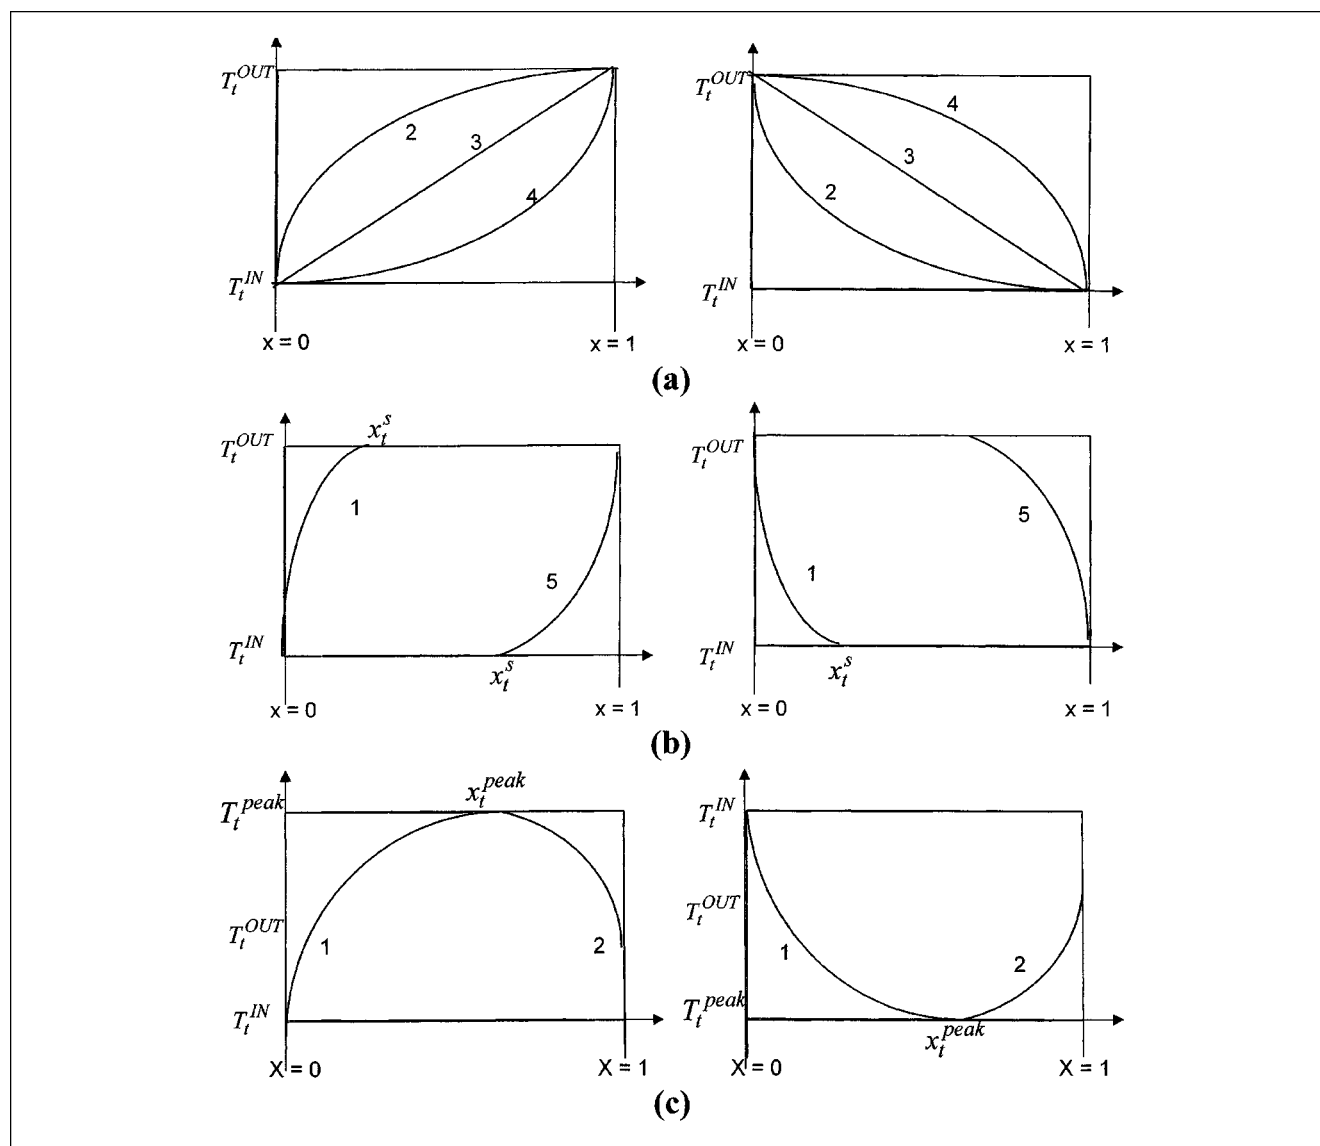 T_t^{OUT}
2
3
4
T_t^{IN}
x = 0
x = 1
T_t^{OUT}
4
3
2
T_t^{IN}
x = 0
x = 1
(a)
x_t^s
T_t^{OUT}
1
5
T_t^{IN}
x_t^s
x = 0
x = 1
T_t^{OUT}
5
1
T_t^{IN}
x_t^s
x = 0
x = 1
(b)
x_t^{peak}
T_t^{peak}
T_t^{OUT}
1
2
T_t^{IN}
X = 0
X = 1
T_t^{IN}
T_t^{OUT}
1
2
T_t^{peak}
x_t^{peak}
X = 0
X = 1
(c)